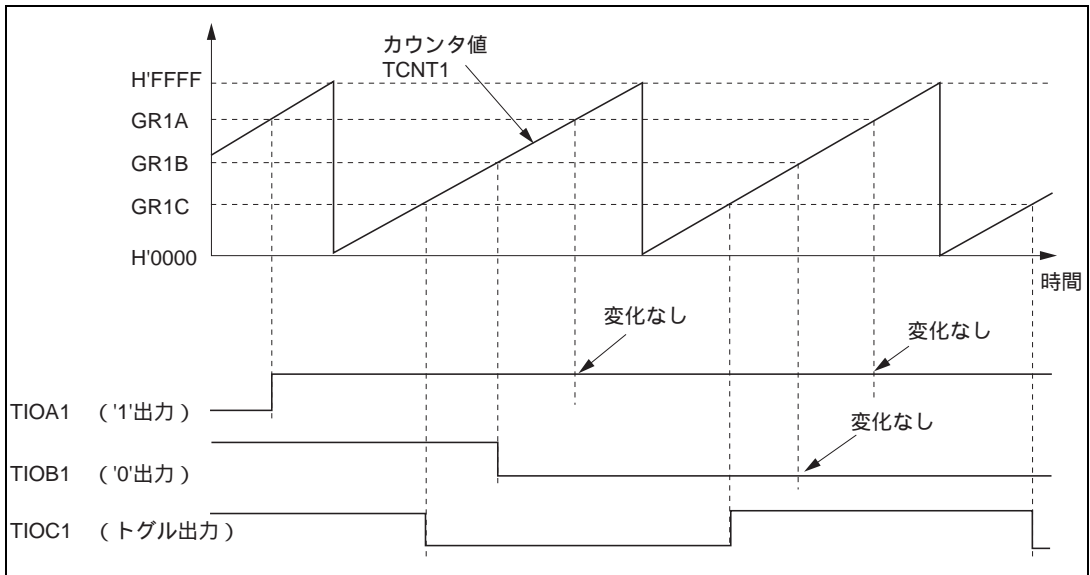 カウンタ値
TCNT1
H'FFFF
GR1A
GR1B
GR1C
H'0000
時間
変化なし
変化なし
TIOA1 （'1'出力）
変化なし
TIOB1 （'0'出力）
TIOC1 （トグル出力）